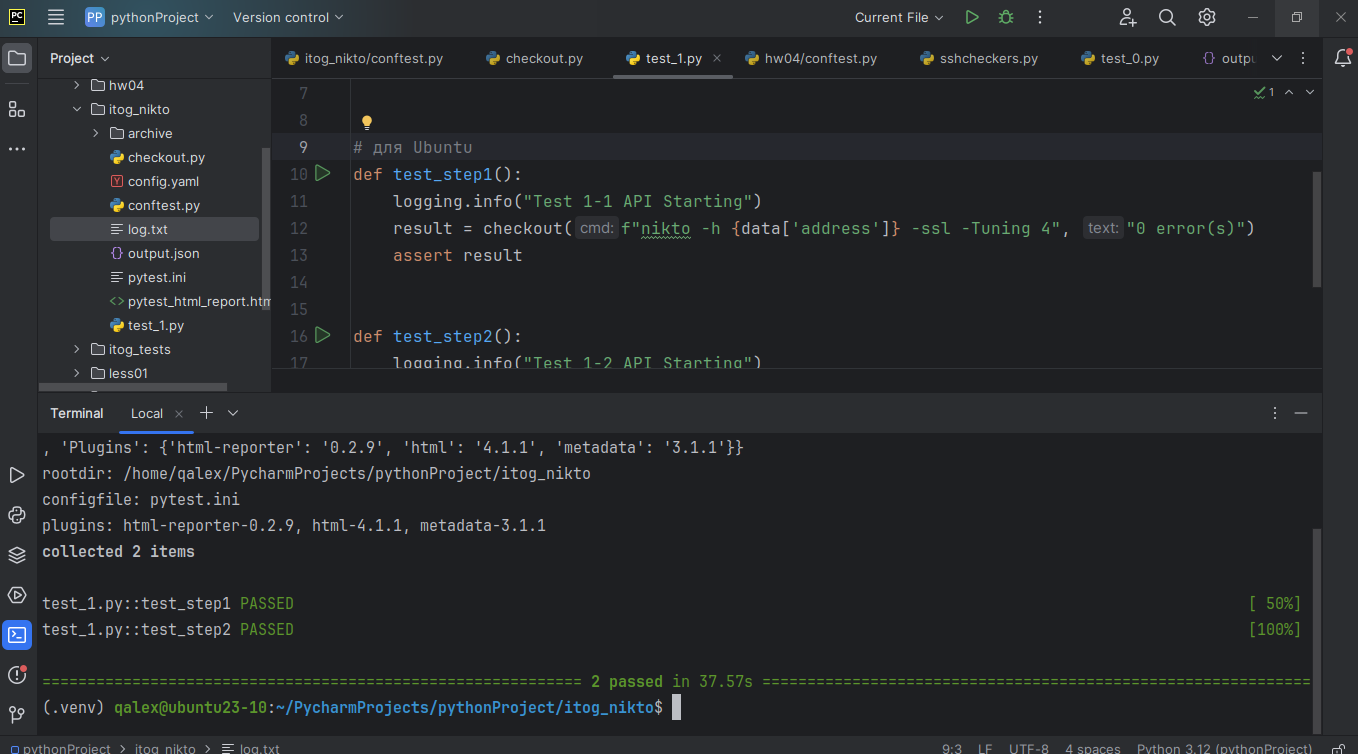 PC
PP pythonProject Version control Current File
Project
itog_nikto/conftest.py checkout.py test_1.py hw04/conftest.py sshcheckers.py test_0.py outpu
hw04
itog_nikto
archive
checkout.py
config.yaml
conftest.py
log.txt
output.json
pytest.ini
pytest_html_report.htm
test_1.py
itog_tests
less01
1
7
8
9 # для Ubuntu
10 def test_step1():
11 logging.info("Test 1-1 API Starting")
12 result = checkout( cmd: f"nikto -h {data['address']} -ssl -Tuning 4", text: "0 error(s)")
13 assert result
14
15
16 def test_step2():
17 logging.info("Test 1-2 API Starting")
Terminal Local
, 'Plugins': {'html-reporter': '0.2.9', 'html': '4.1.1', 'metadata': '3.1.1'}}
rootdir: /home/qalex/PycharmProjects/pythonProject/itog_nikto
configfile: pytest.ini
plugins: html-reporter-0.2.9, html-4.1.1, metadata-3.1.1
collected 2 items
test_1.py::test_step1 PASSED [ 50%]
test_1.py::test_step2 PASSED [100%]
============================================================ 2 passed in 37.57s =============================================================
(.venv) qalex@ubuntu23-10:~/PycharmProjects/pythonProject/itog_nikto$
pythonProject > itog_nikto > log.txt 9:3 LF UTF-8 4 spaces Python 3.12 (pythonProject)